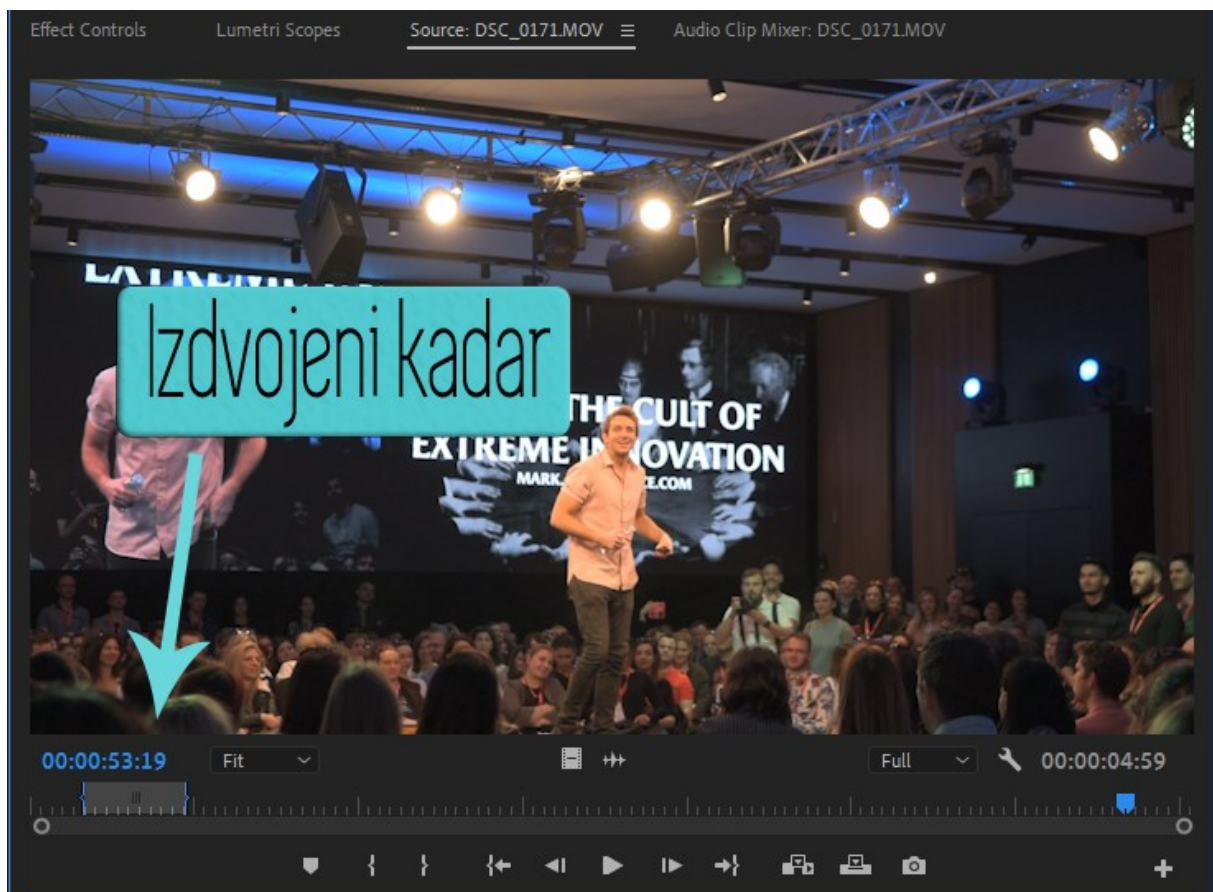 Effect Controls Lumetri Scopes Source: DSC_0171.MOV Audio Clip Mixer: DSC_0171.MOV
Izdvojeni kadar
THE CULT OF
EXTREME INNOVATION
00:00:53:19 Fit Full 00:00:04:59